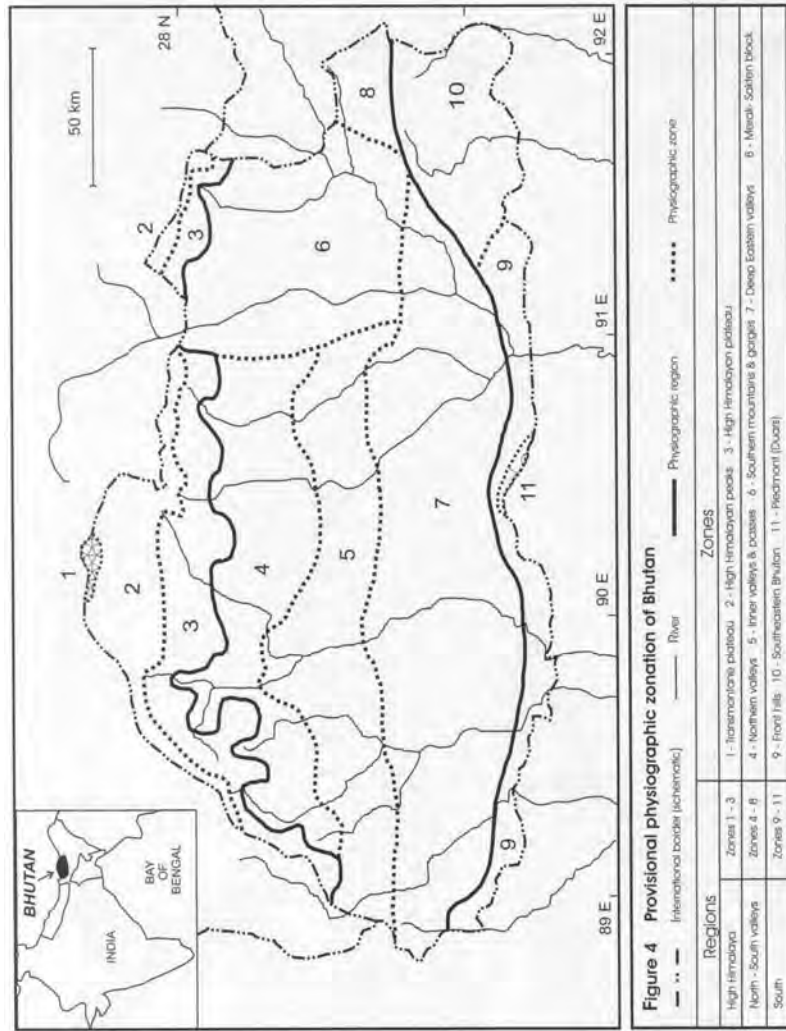 BHUTAN
INDIA
BAY
OF
BENGAL
50 km
28 N
1
2
2
3
3
4
5
6
7
8
9
9
10
11
89 E
90 E
91 E
92 E
Figure 4 Provisional physiographic zonation of Bhutan
International border (schematic) River Physiographic region Physiographic zone
Regions Zones
High Himalaya Zones 1 - 3 1 - Transmontane plateau 2 - High Himalayan peaks 3 - High Himalayan plateau
North - South valleys Zones 4 - 8 4 - Northern valleys 5 - Inner valleys & passes 6 - Southern mountains & gorges 7 - Deep Eastern valleys 8 - Merak- Sakten block
South Zones 9 - 11 9 - Front hills 10 - Southeastern Bhutan 11 - Piedmont (Duars)